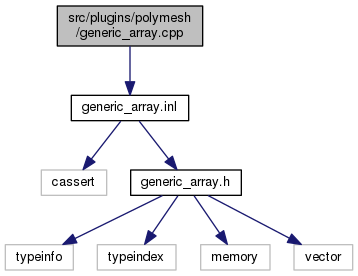 src/plugins/polymesh
/generic_array.cpp
generic_array.inl
cassert
generic_array.h
typeinfo
typeindex
memory
vector